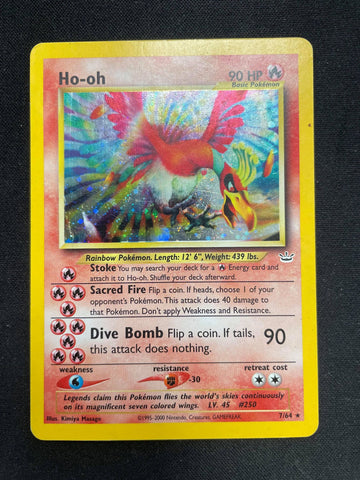 Ho-oh 90 HP
Basic Pokémon
Rainbow Pokémon. Length: 12' 6", Weight: 439 lbs.
Stoke You may search your deck for a Energy card and
attach it to Ho-oh. Shuffle your deck afterward.
Sacred Fire Flip a coin. If heads, choose 1 of your
opponent's Pokémon. This attack does 40 damage to
that Pokémon. Don't apply Weakness and Resistance.
Dive Bomb Flip a coin. If tails, 90
this attack does nothing.
weakness resistance retreat cost
-30
Legends claim this Pokémon flies the world's skies continuously
on its magnificent seven colored wings. LV. 45 #250
Illus. Kimiya Masago ©1995-2000 Nintendo, Creatures, GAMEFREAK. 7/64 ★